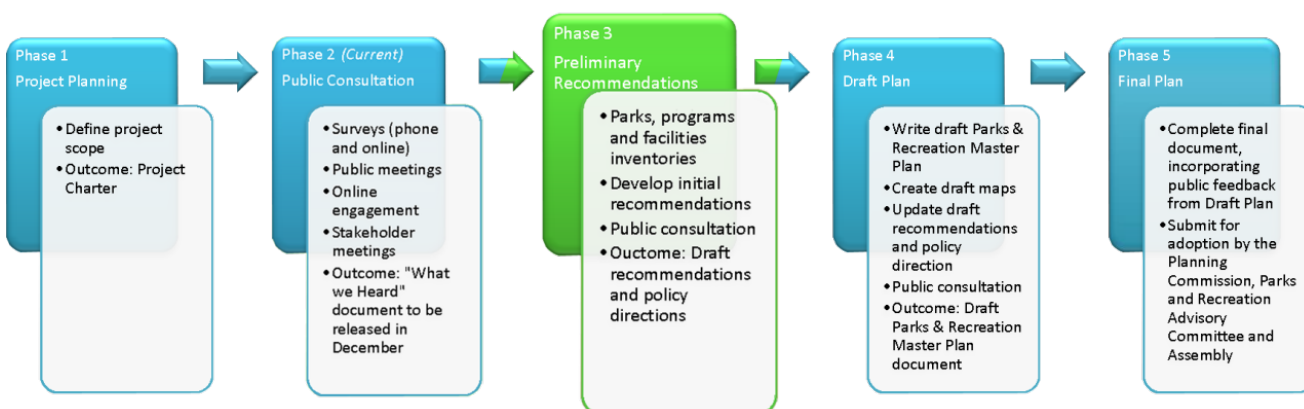 Phase 1
Project Planning
• Define project
scope
• Outcome: Project
Charter
Phase 2 (Current)
Public Consultation
• Surveys (phone
and online)
• Public meetings
• Online
engagement
• Stakeholder
meetings
• Outcome: "What
we Heard"
document to be
released in
December
Phase 3
Preliminary
Recommendations
• Parks, programs
and facilities
inventories
• Develop initial
recommendations
• Public consultation
• Ouctome: Draft
recommendations
and policy
directions
Phase 4
Draft Plan
• Write draft Parks &
Recreation Master
Plan
• Create draft maps
• Update draft
recommendations
and policy
direction
• Public consultation
• Outcome: Draft
Parks & Recreation
Master Plan
document
Phase 5
Final Plan
• Complete final
document,
incorporating
public feedback
from Draft Plan
• Submit for
adoption by the
Planning
Commission, Parks
and Recreation
Advisory
Committee and
Assembly